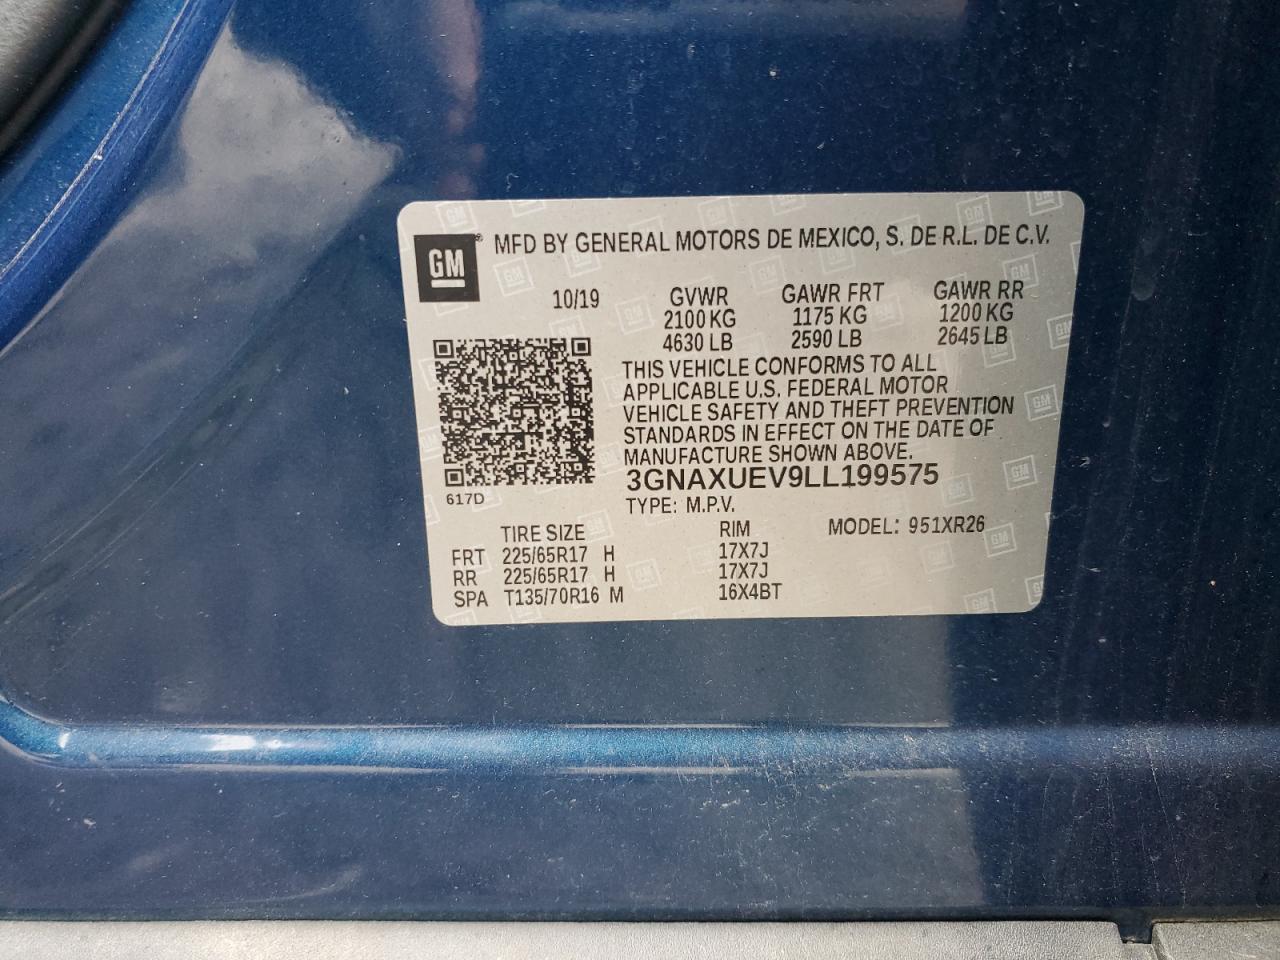 GM® MFD BY GENERAL MOTORS DE MEXICO, S. DE R.L. DE C.V.
10/19 GVWR GAWR FRT GAWR RR
2100 KG 1175 KG 1200 KG
4630 LB 2590 LB 2645 LB
THIS VEHICLE CONFORMS TO ALL
APPLICABLE U.S. FEDERAL MOTOR
VEHICLE SAFETY AND THEFT PREVENTION
STANDARDS IN EFFECT ON THE DATE OF
MANUFACTURE SHOWN ABOVE.
3GNAXUEV9LL199575
617D
TYPE: M.P.V.
TIRE SIZE RIM MODEL: 951XR26
FRT 225/65R17 H 17X7J
RR 225/65R17 H 17X7J
SPA T135/70R16 M 16X4BT